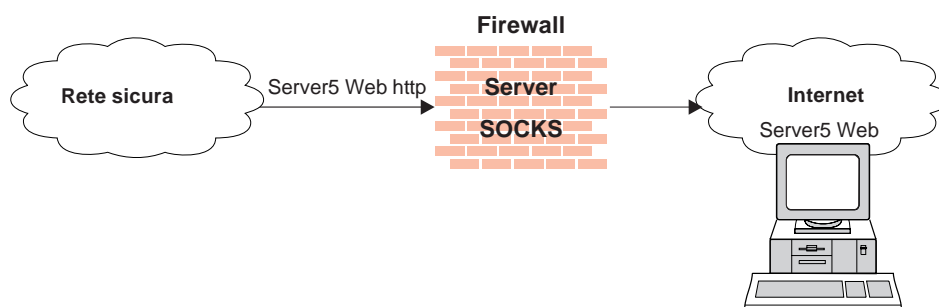 Firewall
Rete sicura
Server5 Web http
Server
SOCKS
Internet
Server5 Web